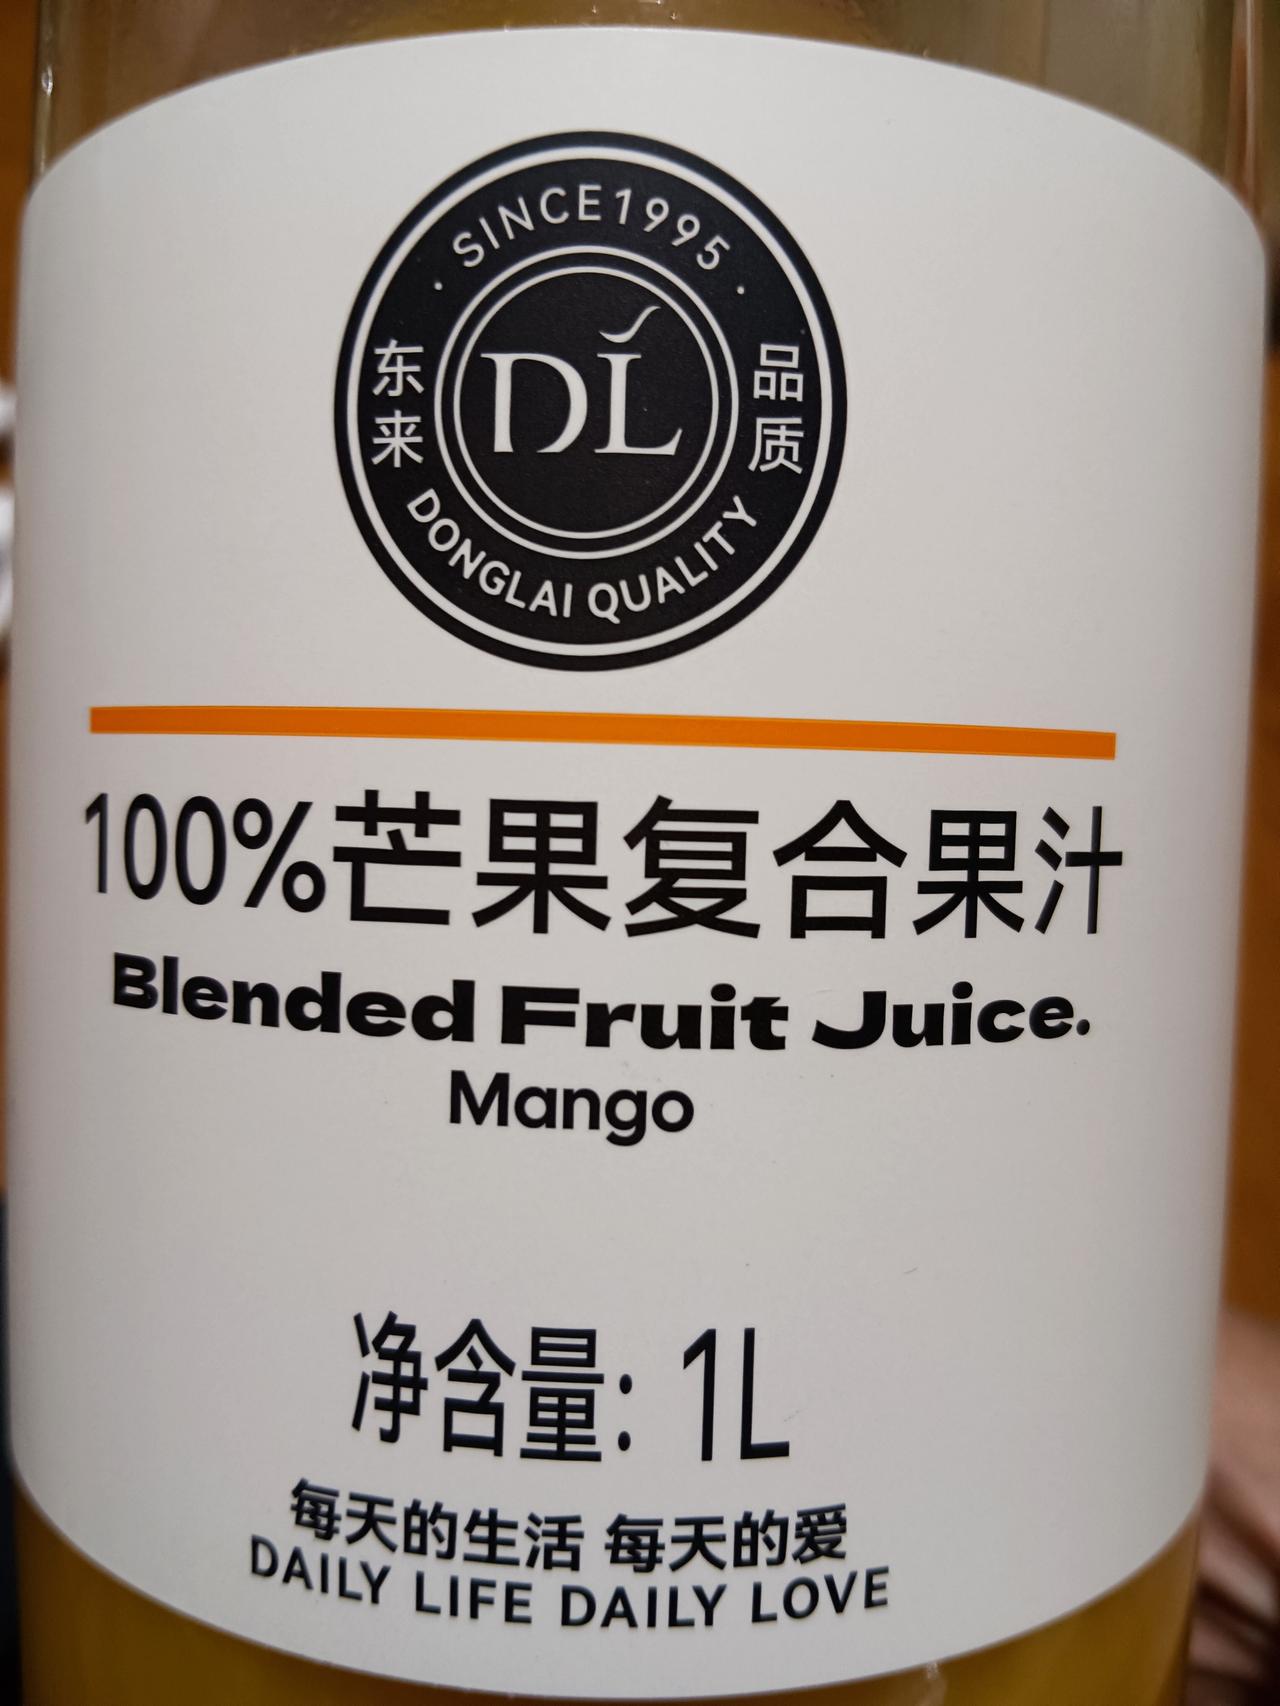 · SINCE1995 ·
DL
东来
品质
DONGLAI QUALITY
100%芒果复合果汁
Blended Fruit Juice.
Mango
净含量: 1L
每天的生活 每天的爱
DAILY LIFE DAILY LOVE